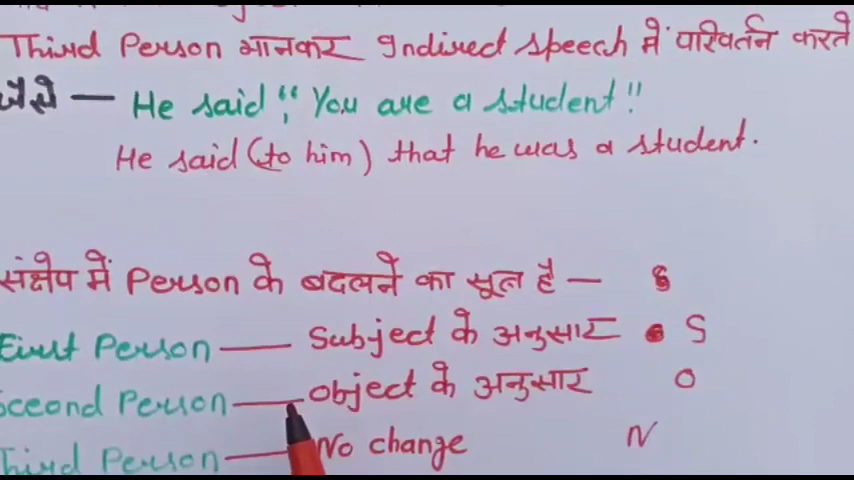 Third Person मानकर Indirect speech में परिवर्तन करते
जैसे — He said, "You are a student"
He said (to him) that he was a student.
संक्षेप में Person के बदलने का सूत्र है — S
First Person — Subject के अनुसार S
Sceond Person — Object के अनुसार O
Third Person — No change N